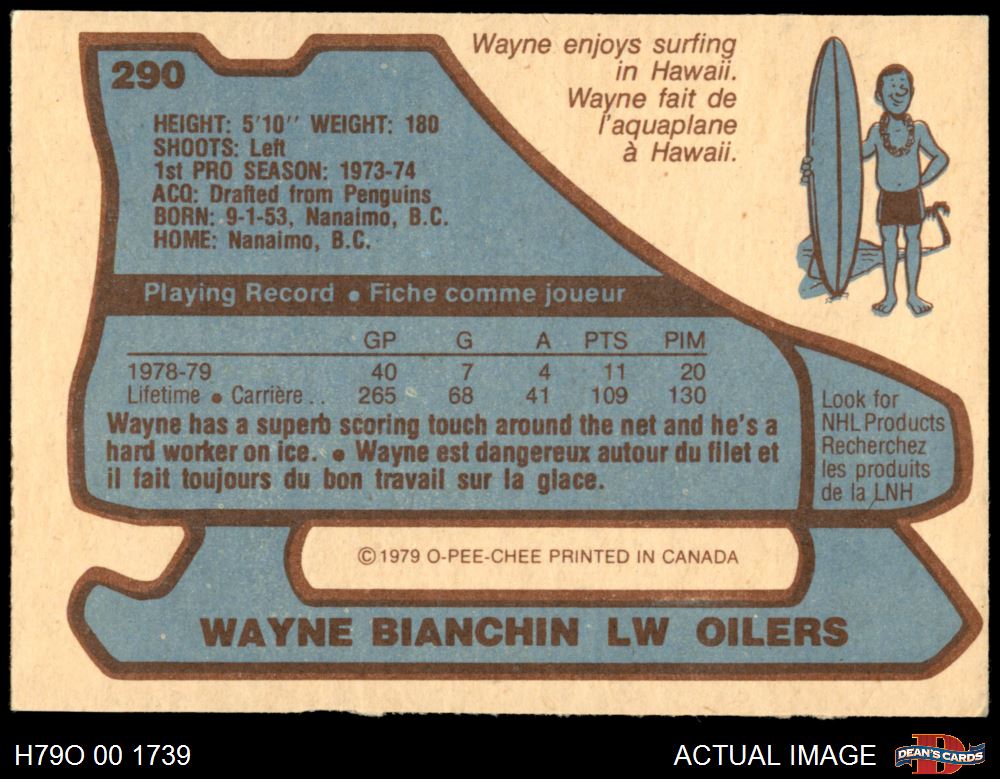 290
Wayne enjoys surfing
in Hawaii.
Wayne fait de
l'aquaplane
à Hawaii.
HEIGHT: 5'10'' WEIGHT: 180
SHOOTS: Left
1st PRO SEASON: 1973-74
ACQ: Drafted from Penguins
BORN: 9-1-53, Nanaimo, B.C.
HOME: Nanaimo, B.C.
Playing Record • Fiche comme joueur
GP G A PTS PIM
1978-79 40 7 4 11 20
Lifetime • Carrière . . 265 68 41 109 130
Wayne has a superb scoring touch around the net and he's a
hard worker on ice. • Wayne est dangereux autour du filet et
il fait toujours du bon travail sur la glace.
Look for
NHL Products
Recherchez
les produits
de la LNH
© 1979 O-PEE-CHEE PRINTED IN CANADA
WAYNE BIANCHIN LW OILERS
H79O 00 1739
ACTUAL IMAGE
D
DEAN'S CARDS